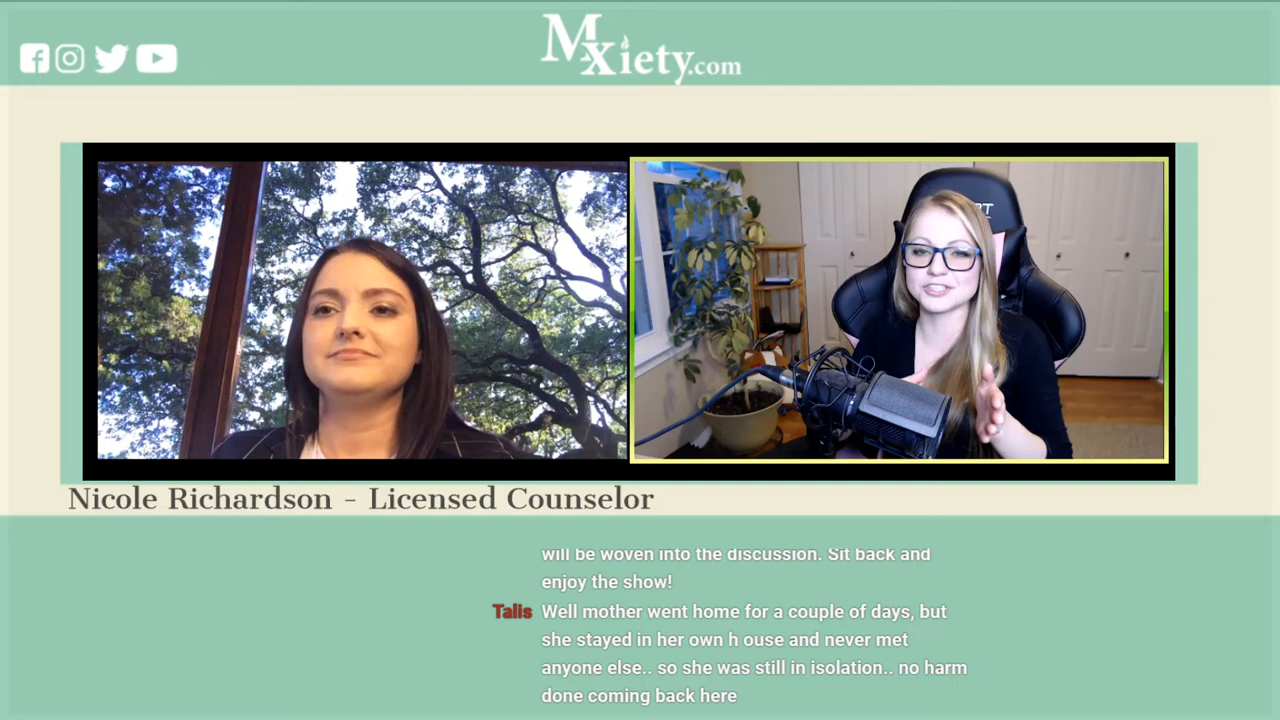 Mxiety.com
RT
Nicole Richardson - Licensed Counselor
will be woven into the discussion. Sit back and
enjoy the show!
Talis Well mother went home for a couple of days, but
she stayed in her own h ouse and never met
anyone else.. so she was still in isolation.. no harm
done coming back here